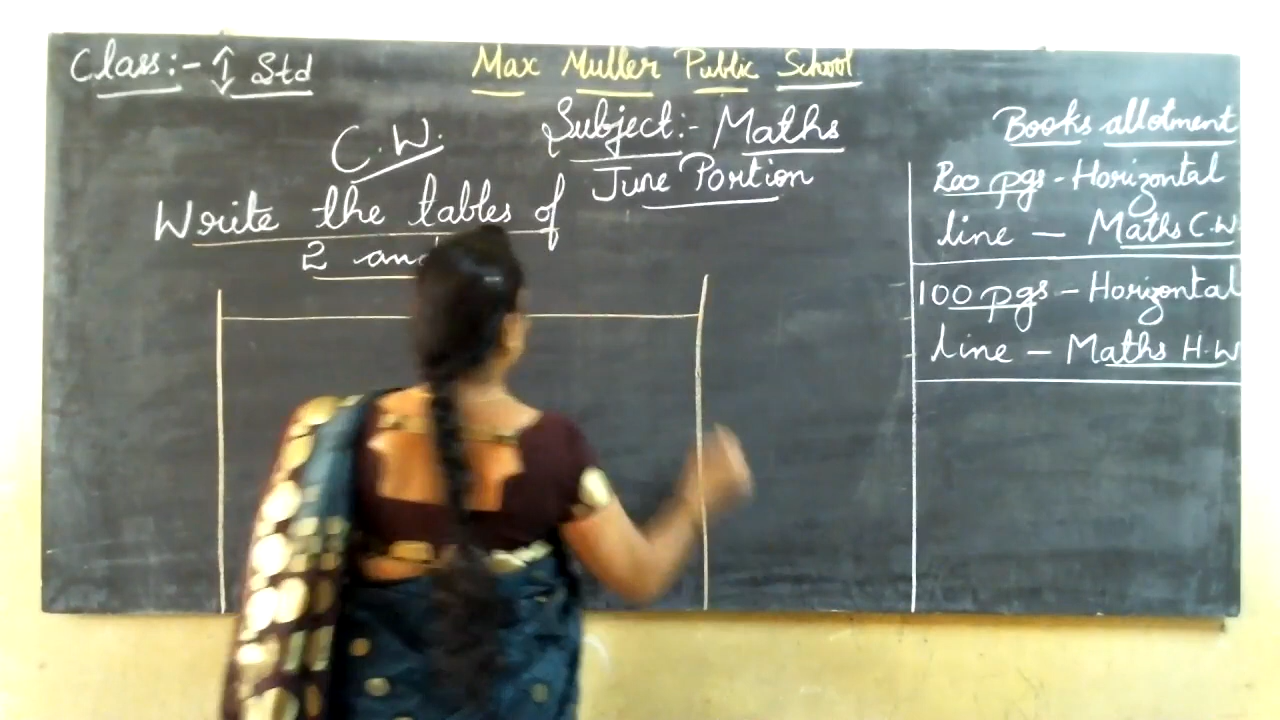 Class:- I Std
Max Muller Public School
Subject:- Maths
June Portion
C.W.
Write the tables of
2 and
Books allotment
200 pgs - Horizontal
line — Maths C.W.
100 pgs - Horizontal
line — Maths H.W